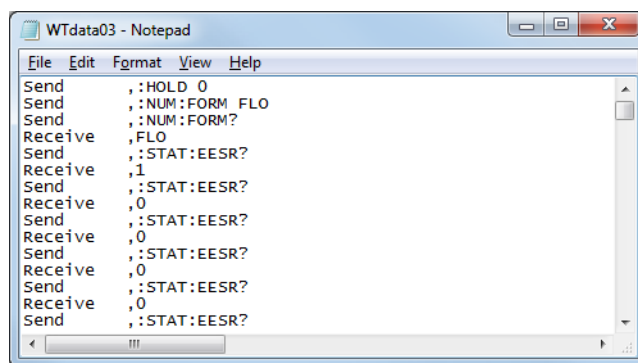 WTdata03 - Notepad
File Edit Format View Help
Send ,:HOLD 0
Send ,:NUM:FORM FLO
Send ,:NUM:FORM?
Receive ,FLO
Send ,:STAT:EESR?
Receive ,1
Send ,:STAT:EESR?
Receive ,0
Send ,:STAT:EESR?
Receive ,0
Send ,:STAT:EESR?
Receive ,0
Send ,:STAT:EESR?
Receive ,0
Send ,:STAT:EESR?